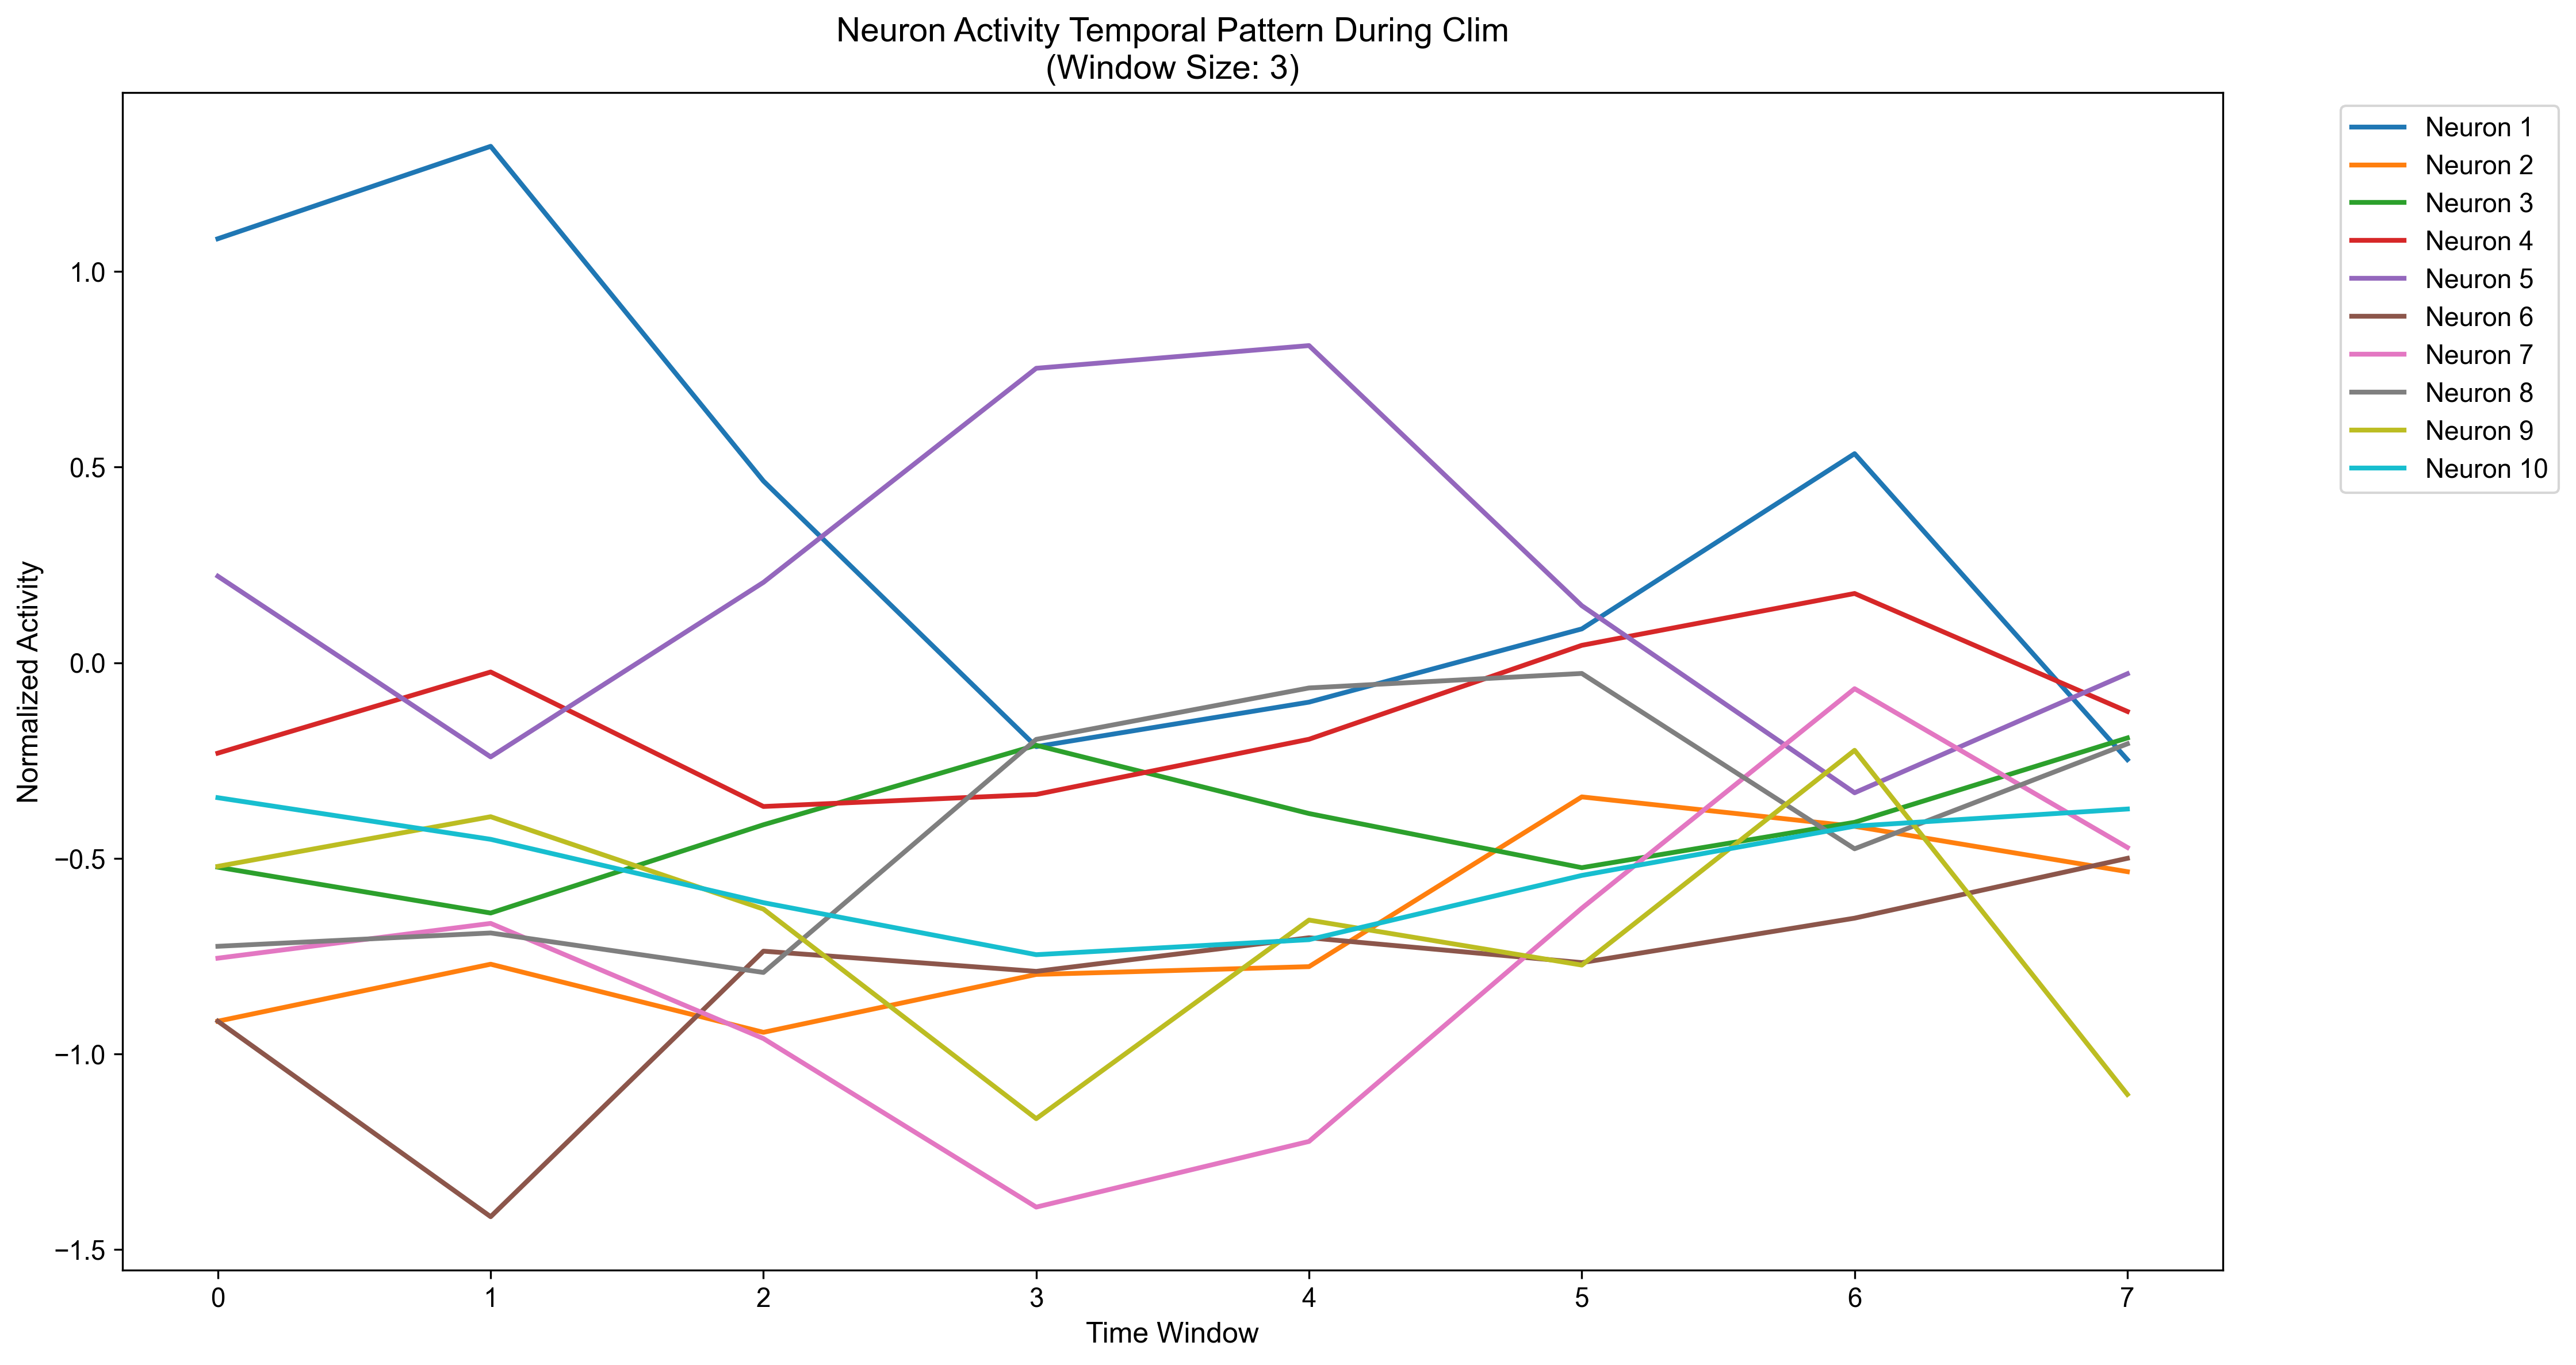 Neuron Activity Temporal Pattern During Clim
(Window Size: 3)
Normalized Activity
1.0
0.5
0.0
−0.5
−1.0
−1.5
0 1 2 3 4 5 6 7
Time Window
Neuron 1
Neuron 2
Neuron 3
Neuron 4
Neuron 5
Neuron 6
Neuron 7
Neuron 8
Neuron 9
Neuron 10